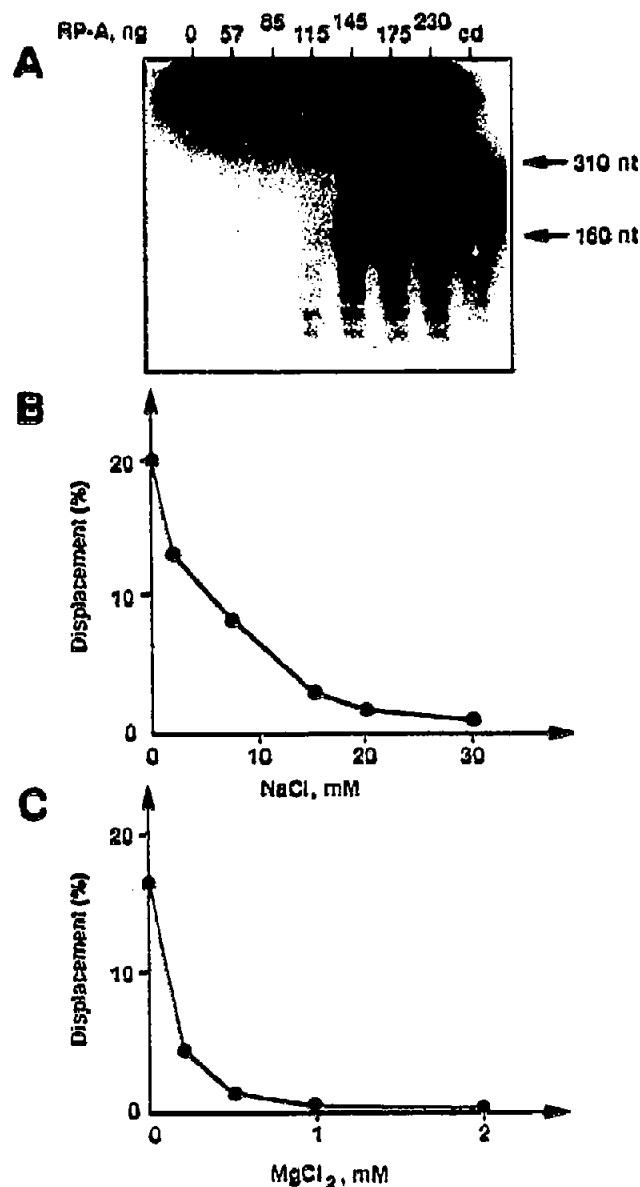 RP-A, ng 0 57 85 115 145 175 230 cd
A
310 nt
160 nt
B
Displacement (%)
20
10
0
0 10 20 30
NaCl, mM
C
Displacement (%)
20
10
0
0 1 2
MgCl₂, mM